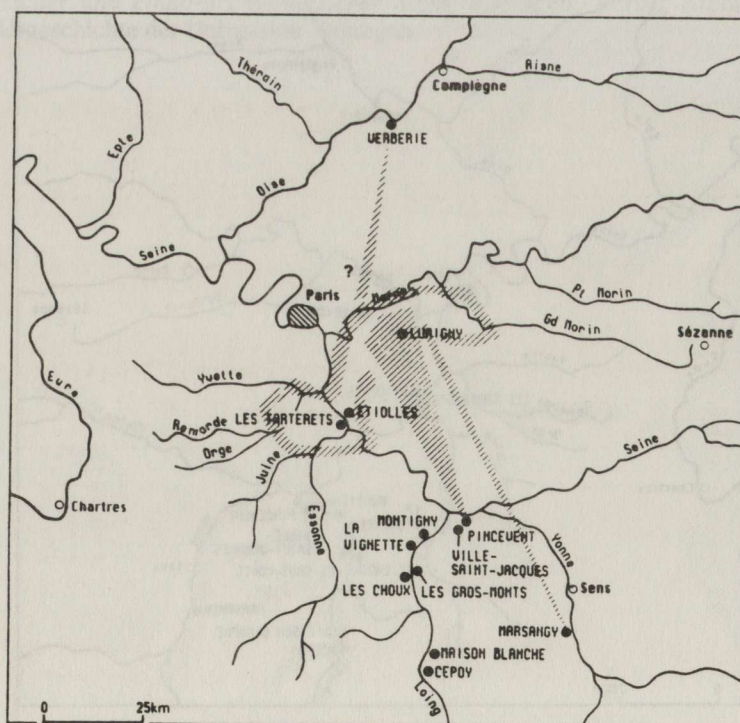 Thérain
Aisne
Compiègne
VERBERIE
Epte
Oise
Seine
?
Paris
Marne
Pt Morin
LUMIGNY
Gd Morin
Sézanne
Eure
Yvette
ETIOLLES
LES TARTERETS
Remarde
Orge
Juine
Seine
Chartres
Essonne
MONTIGNY
LA
VIGNETTE
PINCEVENT
VILLE-
SAINT-JACQUES
Yonne
LES CHOUX
LES GROS-MONTS
Sens
MARSANGY
MAISON BLANCHE
CEPOY
Loing
0
25km